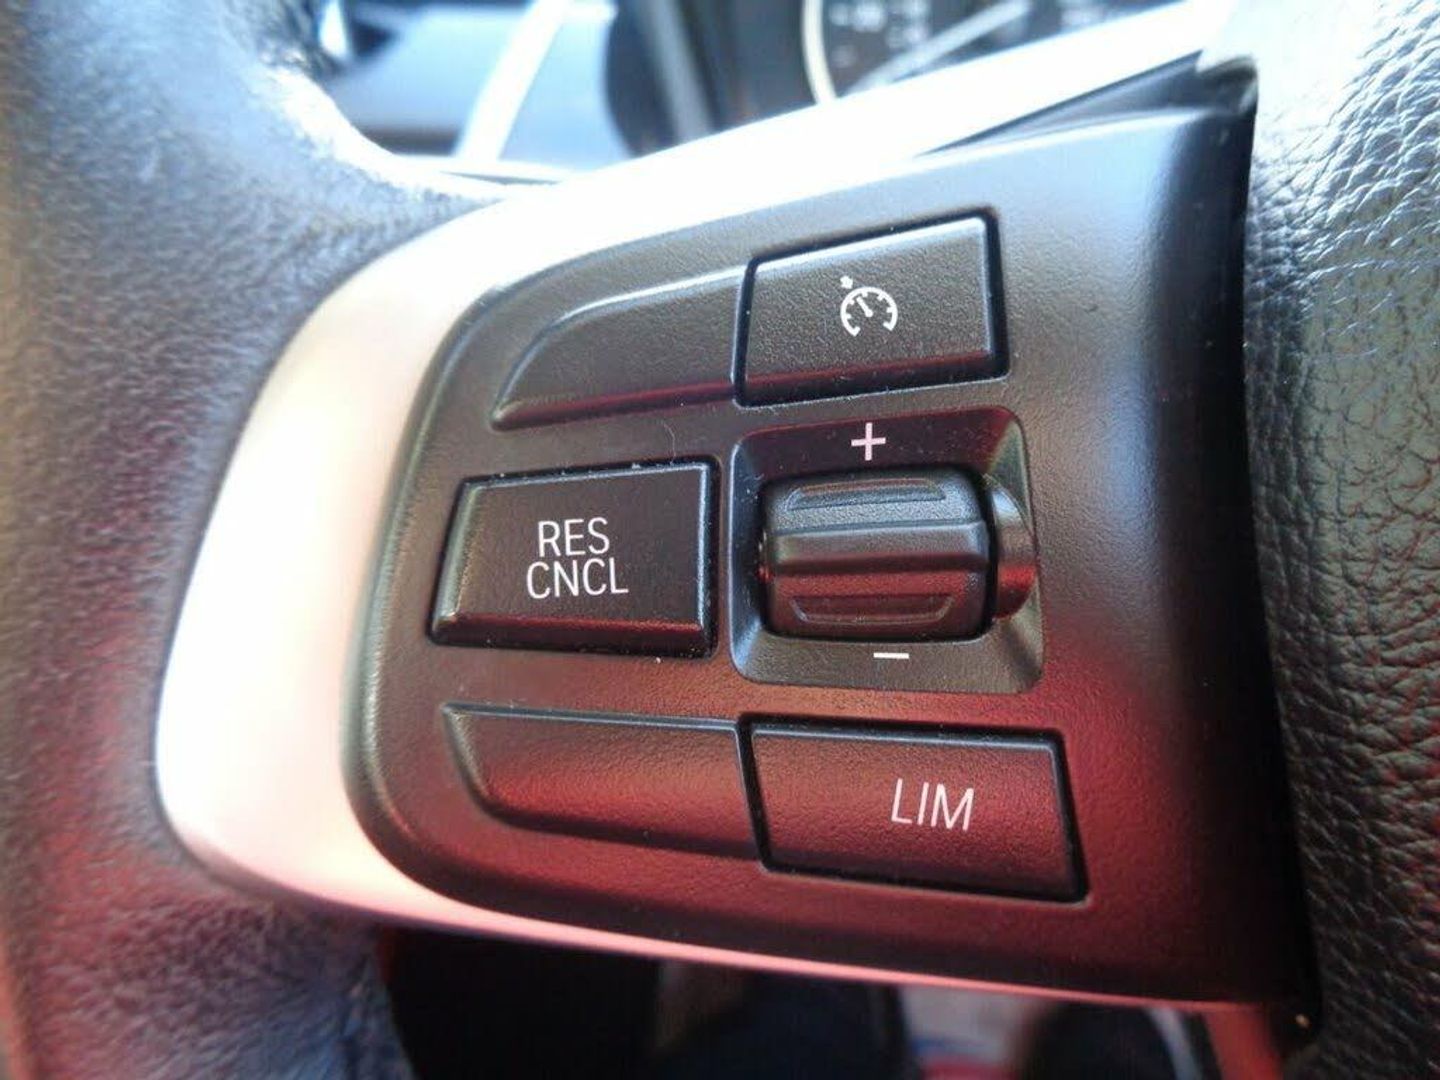 +
RES
CNCL
–
LIM